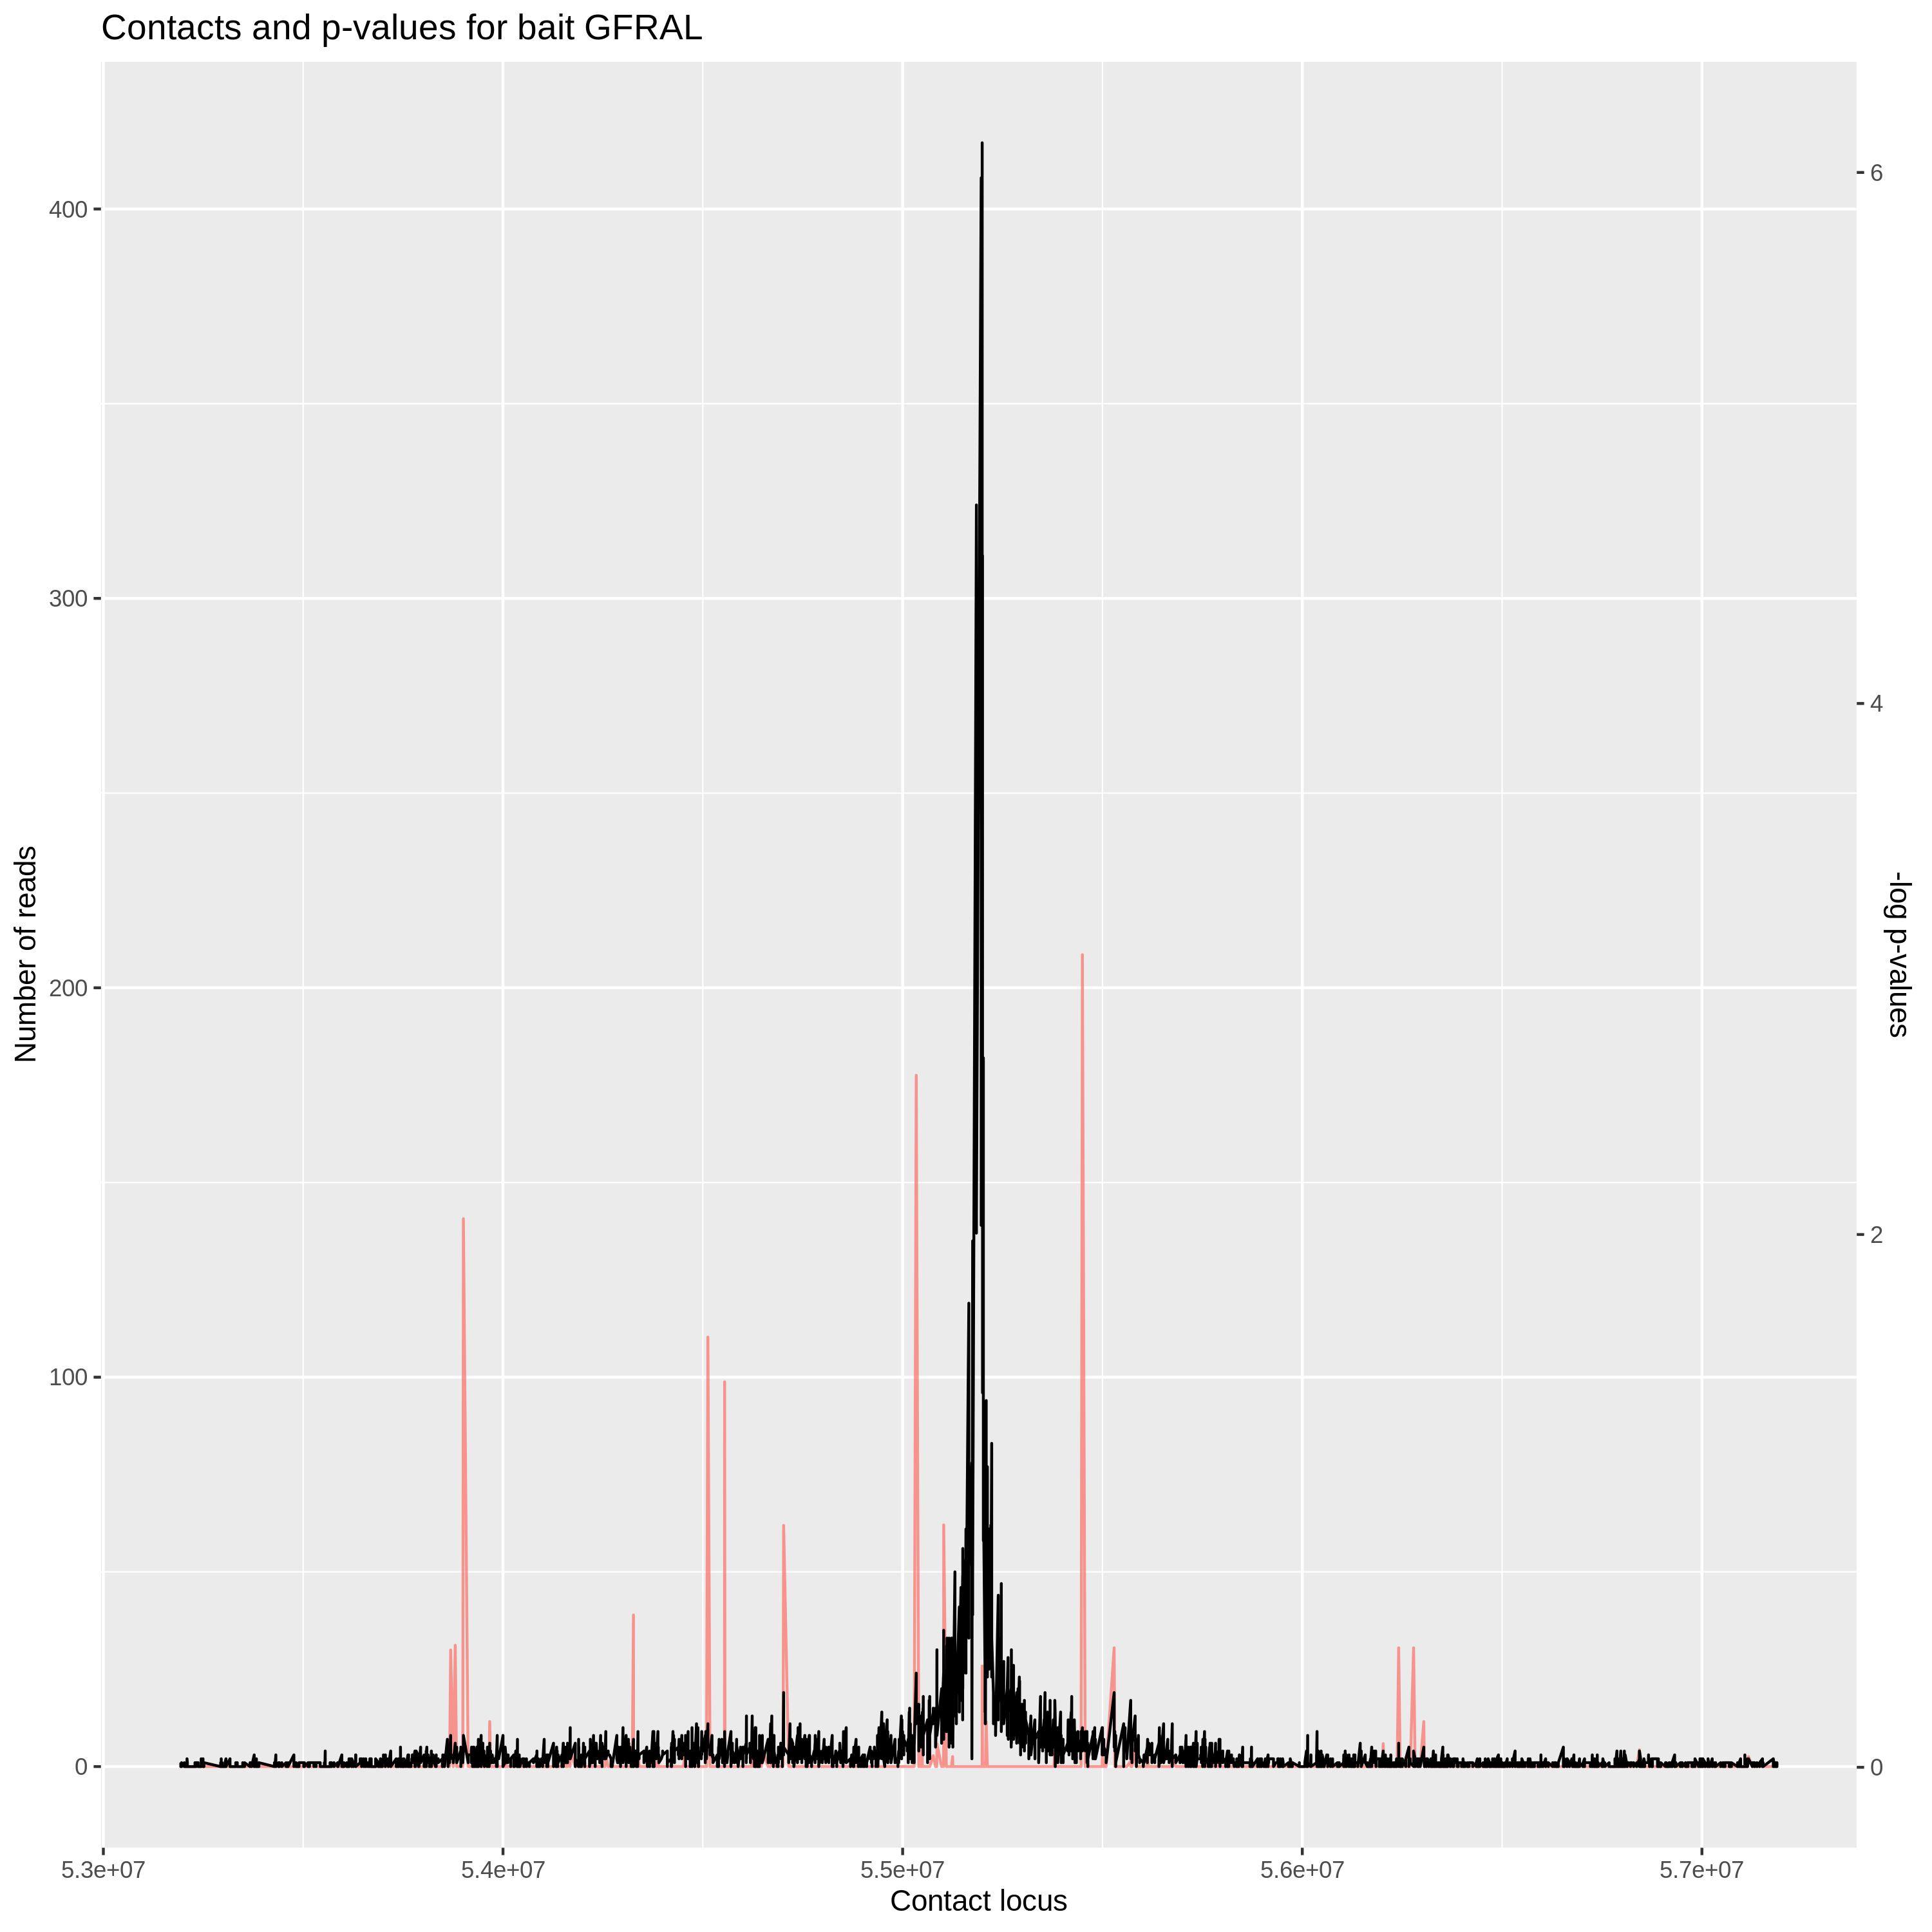 Contacts and p-values for bait GFRAL
Number of reads
400
300
200
100
0
6
4
2
0
-log p-values
5.3e+07
5.4e+07
5.5e+07
5.6e+07
5.7e+07
Contact locus